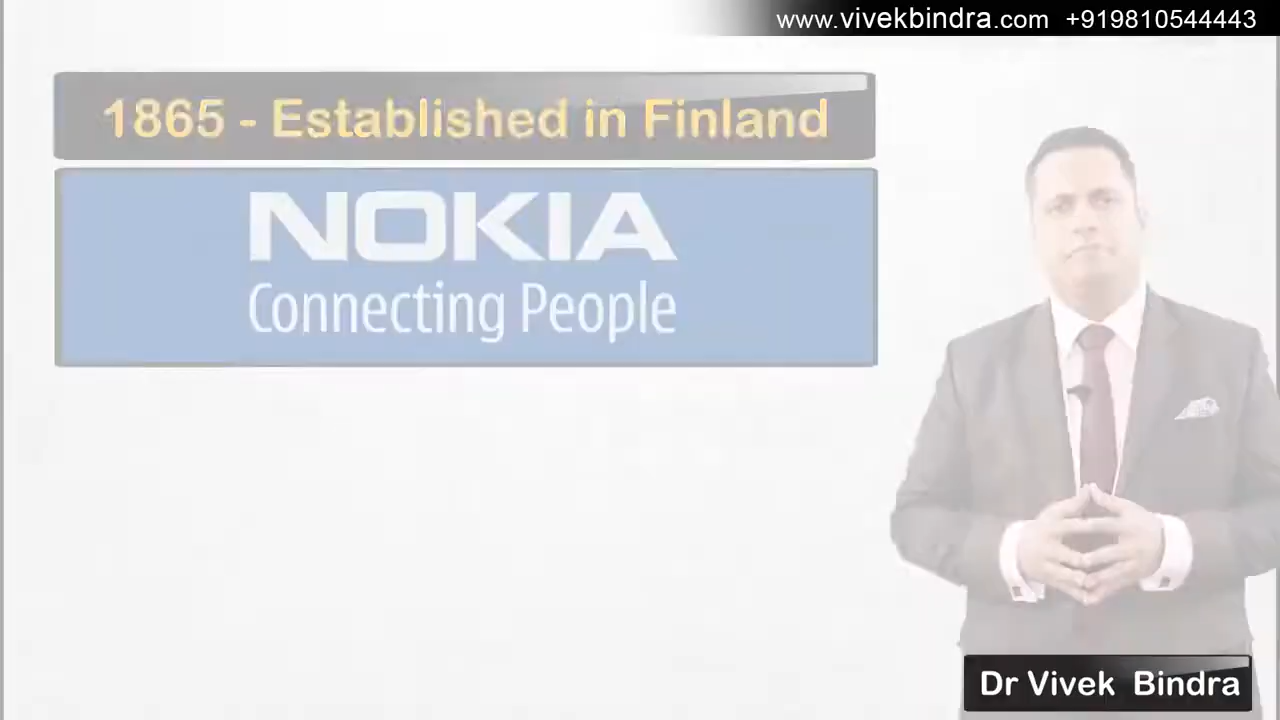 www.vivekbindra.com +919810544443
1865 - Established in Finland
NOKIA
Connecting People
Dr Vivek Bindra